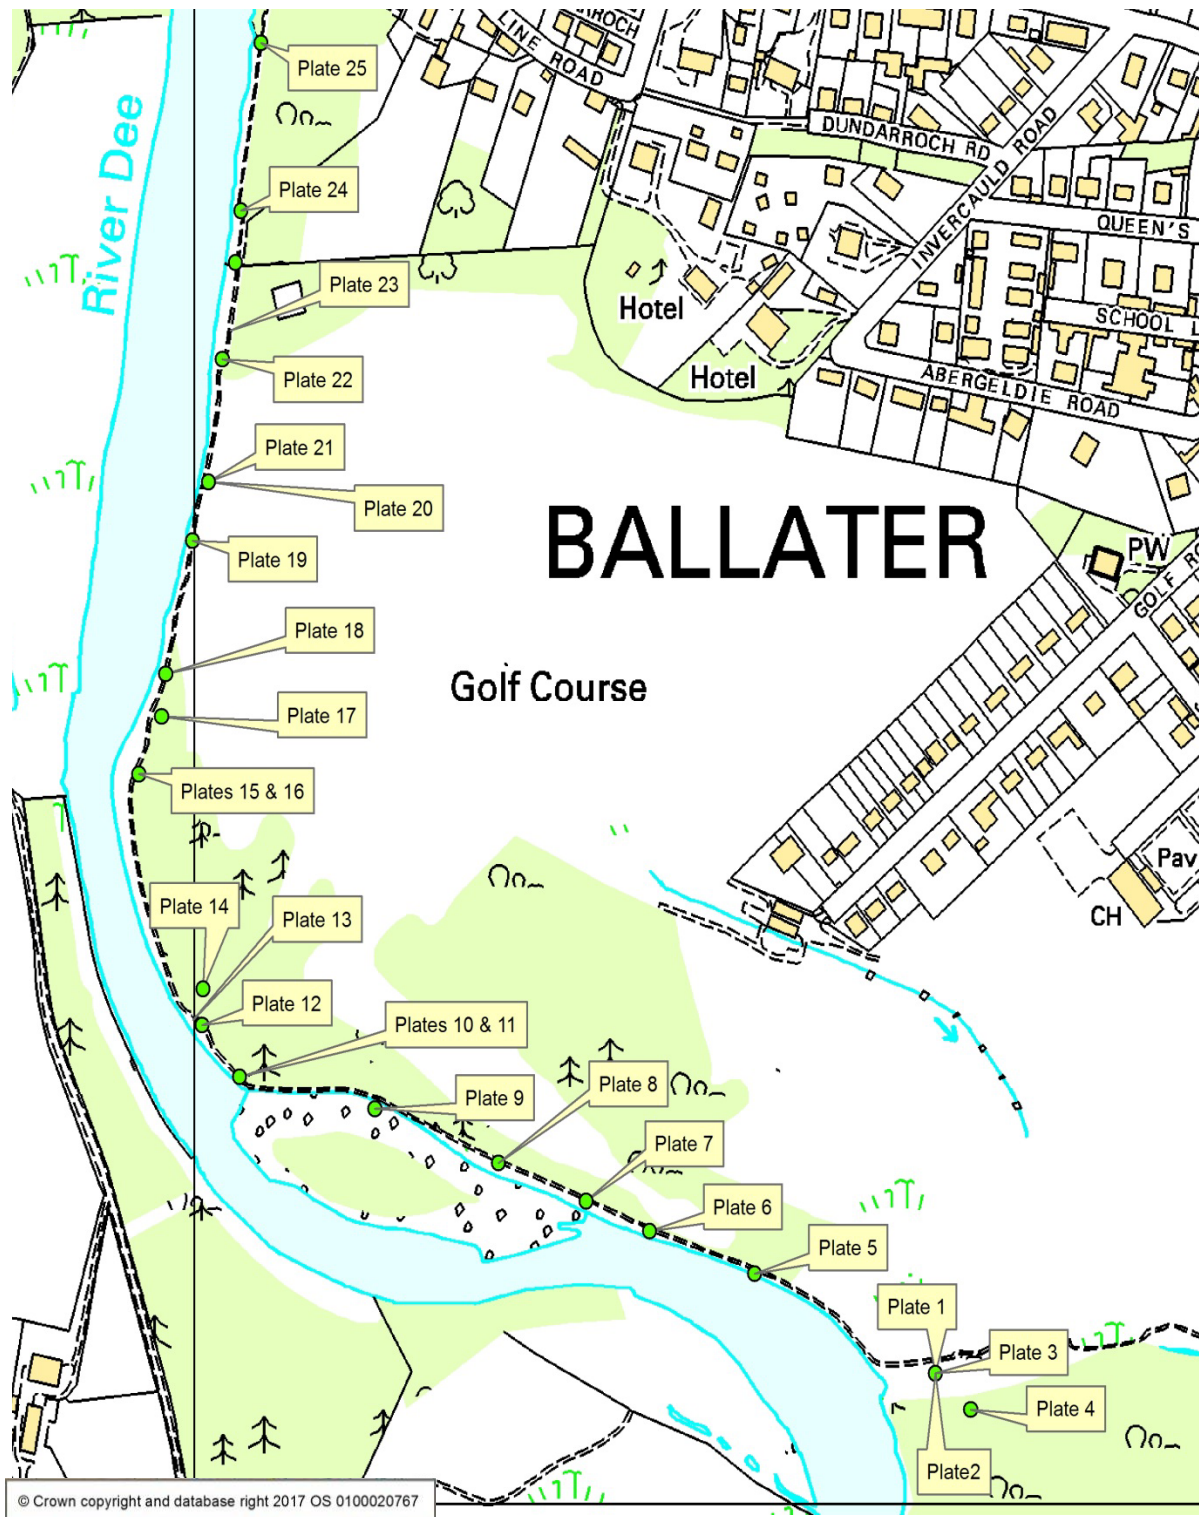 LINE ROAD
RROCH
Plate 25
DUNDARROCH RD
INVERCAULD ROAD
River Dee
Plate 24
QUEEN'S
Plate 23
Hotel
SCHOOL L
Plate 22
Hotel
ABERGELDIE ROAD
Plate 21
Plate 20
BALLATER
PW
Plate 19
GOLF RO
Plate 18
Golf Course
Plate 17
Plates 15 & 16
Pav
Plate 14
Plate 13
CH
Plate 12
Plates 10 & 11
Plate 8
Plate 9
Plate 7
Plate 6
Plate 5
Plate 1
Plate 3
Plate 4
Plate2
© Crown copyright and database right 2017 OS 0100020767